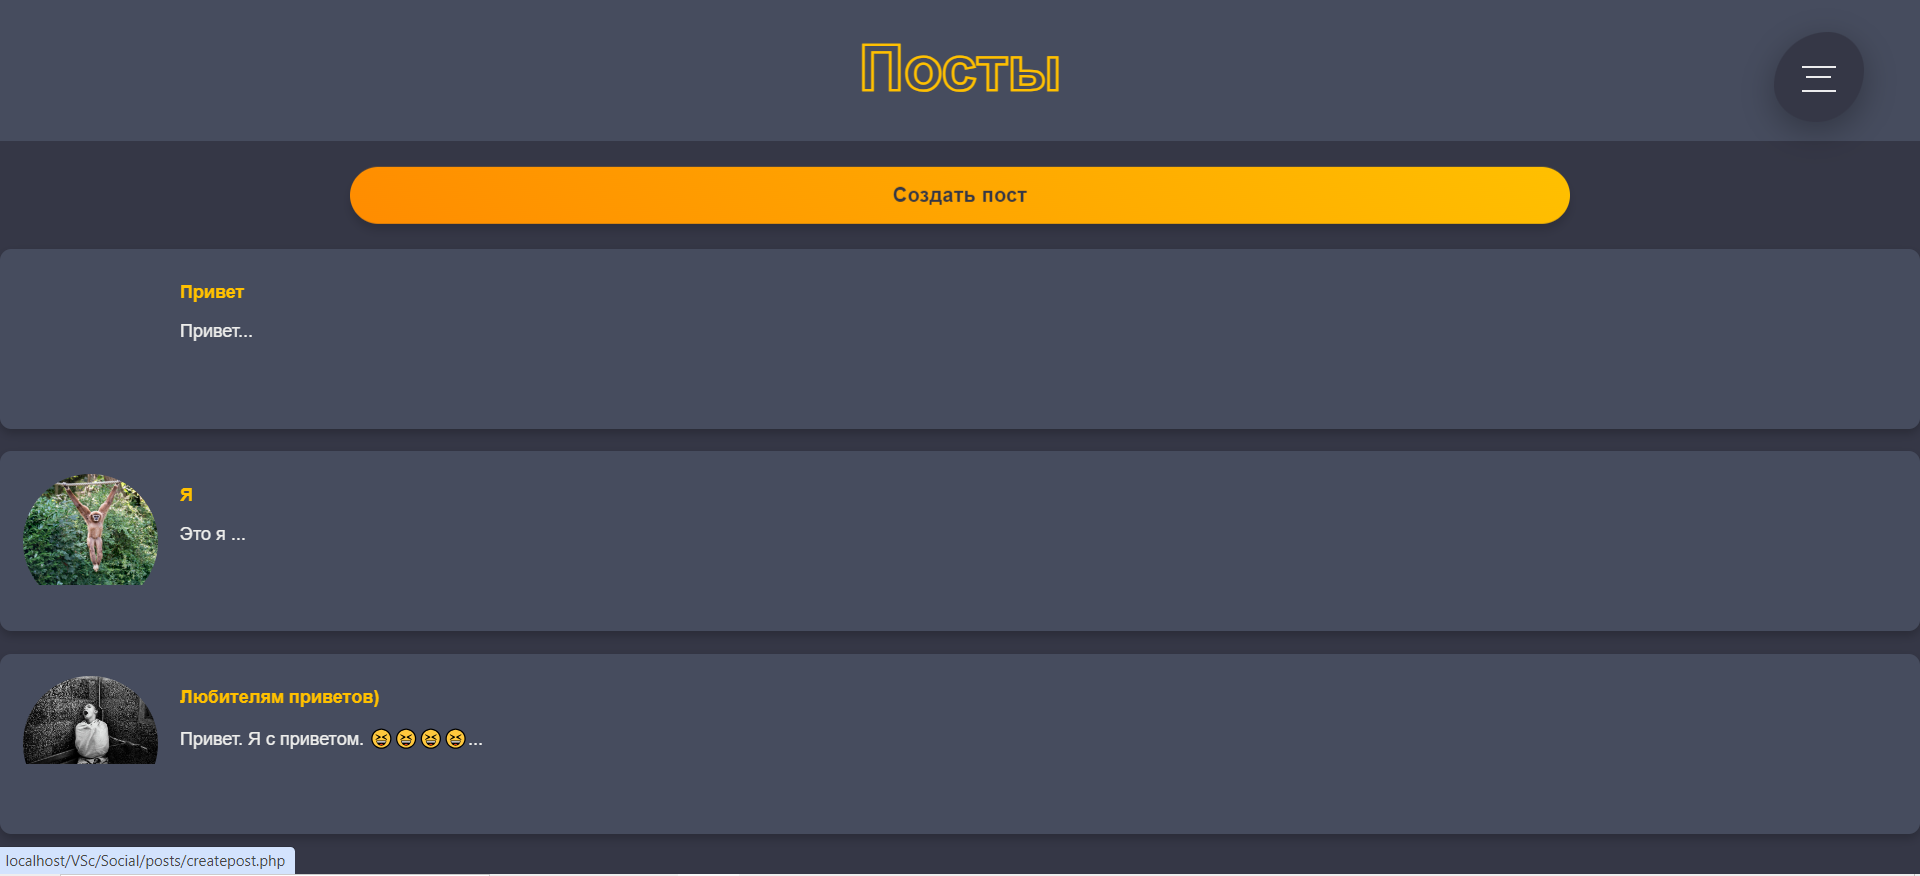 Посты
Создать пост
Привет
Привет...
Я
Это я ...
Любителям приветов)
Привет. Я с приветом. 😆😆😆😆...
localhost/VSc/Social/posts/createpost.php